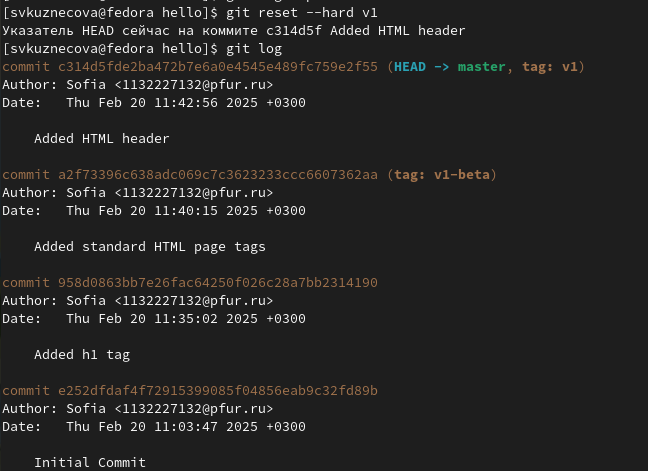 [svkuznecova@fedora hello]$ git reset --hard v1
Указатель HEAD сейчас на коммите c314d5f Added HTML header
[svkuznecova@fedora hello]$ git log
commit c314d5fde2ba472b7e6a0e4545e489fc759e2f55 (HEAD -> master, tag: v1)
Author: Sofia <1132227132@pfur.ru>
Date:   Thu Feb 20 11:42:56 2025 +0300
    Added HTML header
commit a2f73396c638adc069c7c3623233ccc6607362aa (tag: v1-beta)
Author: Sofia <1132227132@pfur.ru>
Date:   Thu Feb 20 11:40:15 2025 +0300
    Added standard HTML page tags
commit 958d0863bb7e26fac64250f026c28a7bb2314190
Author: Sofia <1132227132@pfur.ru>
Date:   Thu Feb 20 11:35:02 2025 +0300
    Added h1 tag
commit e252dfdaf4f72915399085f04856eab9c32fd89b
Author: Sofia <1132227132@pfur.ru>
Date:   Thu Feb 20 11:03:47 2025 +0300
    Initial Commit